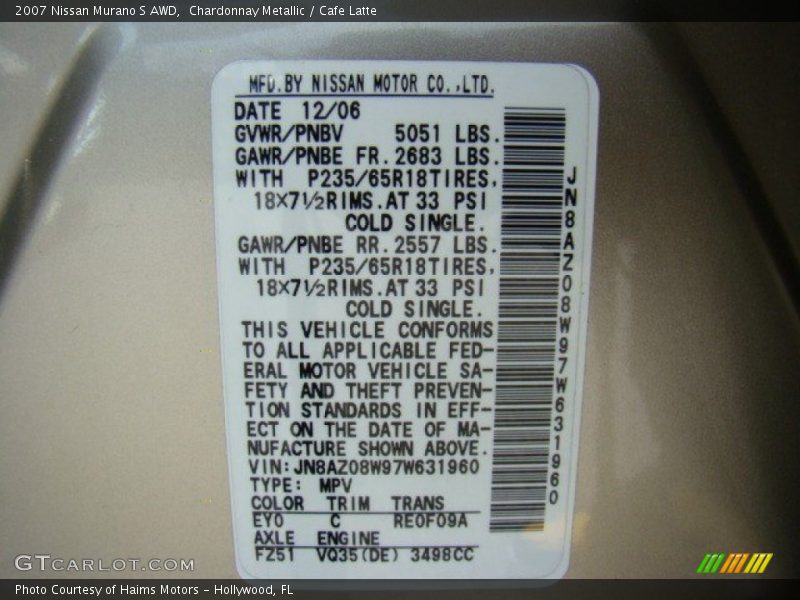 2007 Nissan Murano S AWD,  Chardonnay Metallic / Cafe Latte
MFD.BY NISSAN MOTOR CO.,LTD.
DATE 12/06
GVWR/PNBV 5051 LBS.
GAWR/PNBE FR.2683 LBS.
WITH P235/65R18TIRES,
18×7½RIMS.AT 33 PSI
COLD SINGLE.
GAWR/PNBE RR.2557 LBS.
WITH P235/65R18TIRES,
18×7½RIMS.AT 33 PSI
COLD SINGLE.
THIS VEHICLE CONFORMS
TO ALL APPLICABLE FED-
ERAL MOTOR VEHICLE SA-
FETY AND THEFT PREVEN-
TION STANDARDS IN EFF-
ECT ON THE DATE OF MA-
NUFACTURE SHOWN ABOVE.
VIN:JN8AZ08W97W631960
TYPE: MPV
COLOR TRIM TRANS
EY0 C RE0F09A
AXLE ENGINE
FZ51 VQ35(DE) 3498CC
JN8AZ08W97W631960
GTCARLOT.COM
Photo Courtesy of Haims Motors – Hollywood, FL